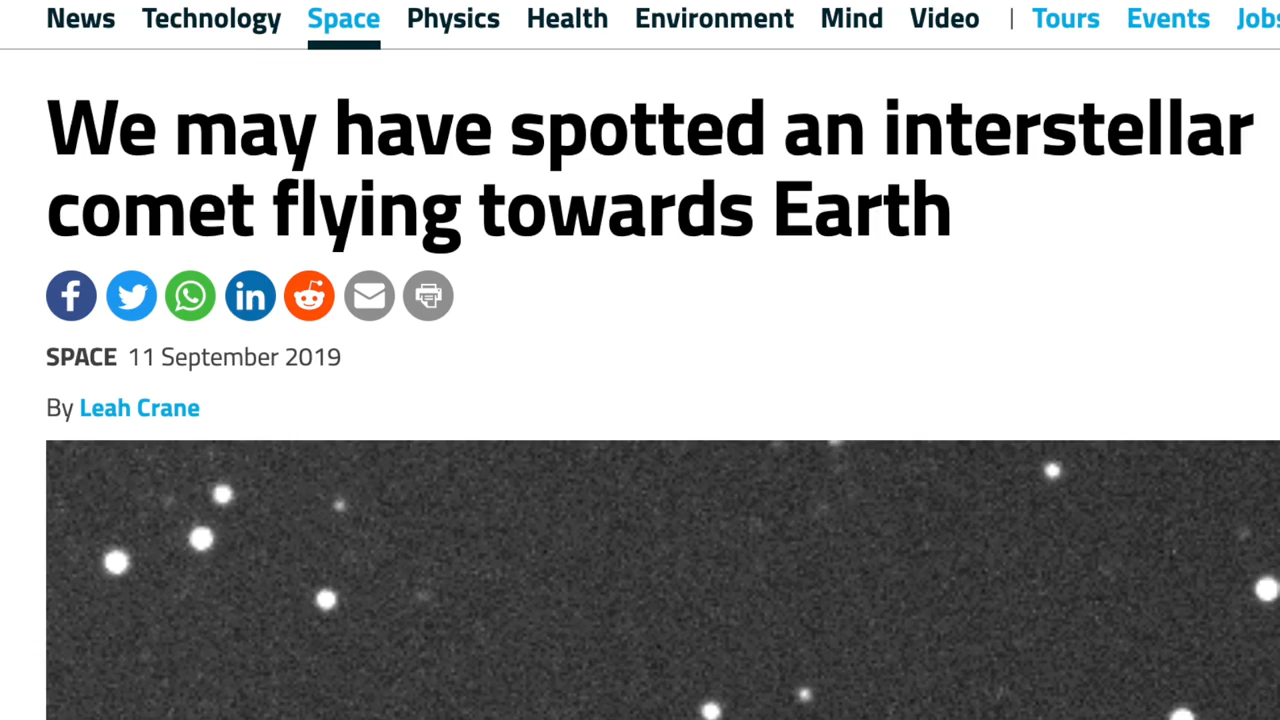 News Technology Space Physics Health Environment Mind Video | Tours Events Jobs
We may have spotted an interstellar
comet flying towards Earth
SPACE 11 September 2019
By Leah Crane